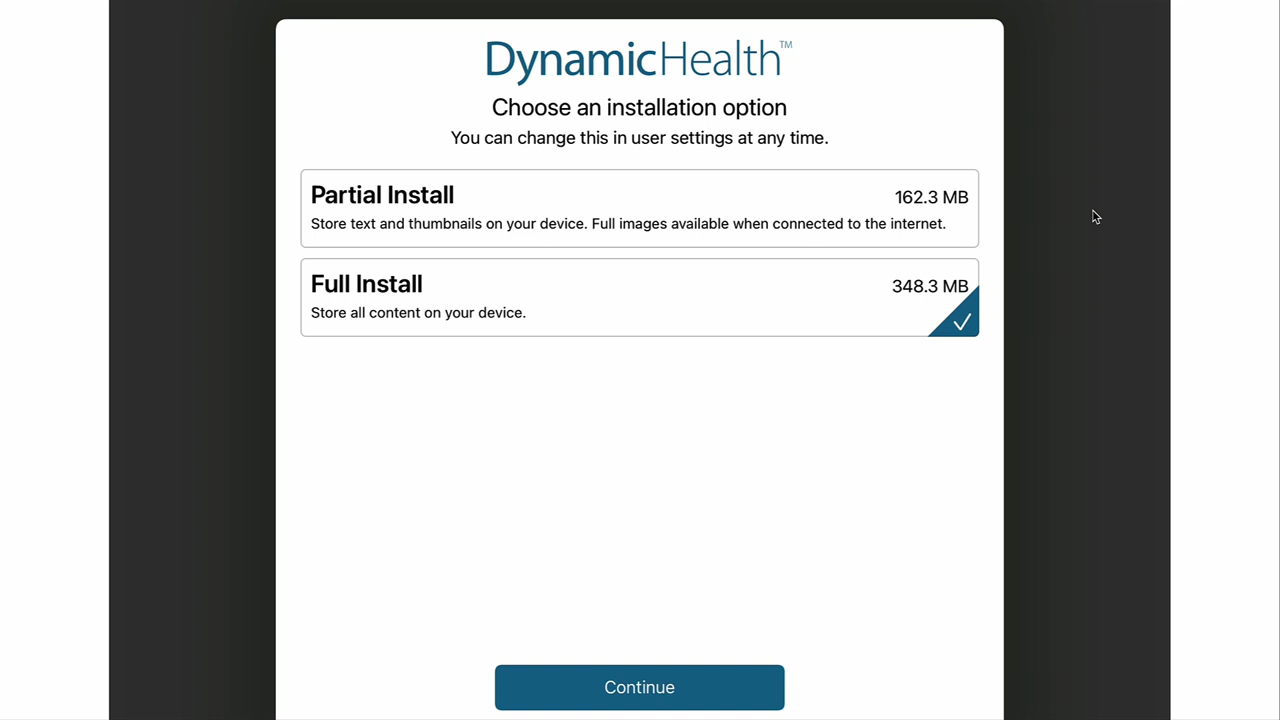 DynamicHealth™
Choose an installation option
You can change this in user settings at any time.
Partial Install 162.3 MB
Store text and thumbnails on your device. Full images available when connected to the internet.
Full Install 348.3 MB
Store all content on your device.
Continue